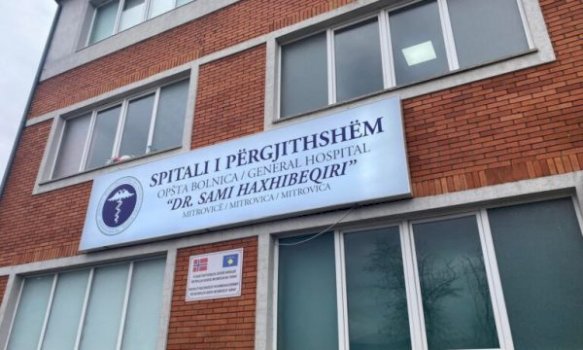 SPITALI I PËRGJITHSHËM
OPŠTA BOLNICA / GENERAL HOSPITAL
"DR. SAMI HAXHIBEQIRI"
MITROVICË / MITROVICA / MITROVICA